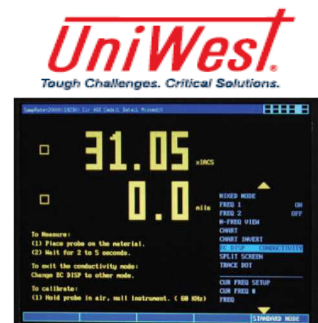 UniWest
Tough Challenges. Critical Solutions.
31.05 %IACS
0.0 mils
MIXED MODE
FREQ 1 ON
FREQ 2 OFF
N-FREQ VIEW
CHART
CHART INVERT
EC DISP CONDUCTIVITY
SPLIT SCREEN
TRACE DOT
CUR FREQ SETUP
CUR FREQ #
FREQ
STANDARD MODE
To Measure:
(1) Place probe on the material.
(2) Wait for 2 to 5 seconds.
To exit the conductivity mode:
Change EC DISP to other mode.
To calibrate:
(1) Hold probe in air, null instrument. ( 60 KHz)